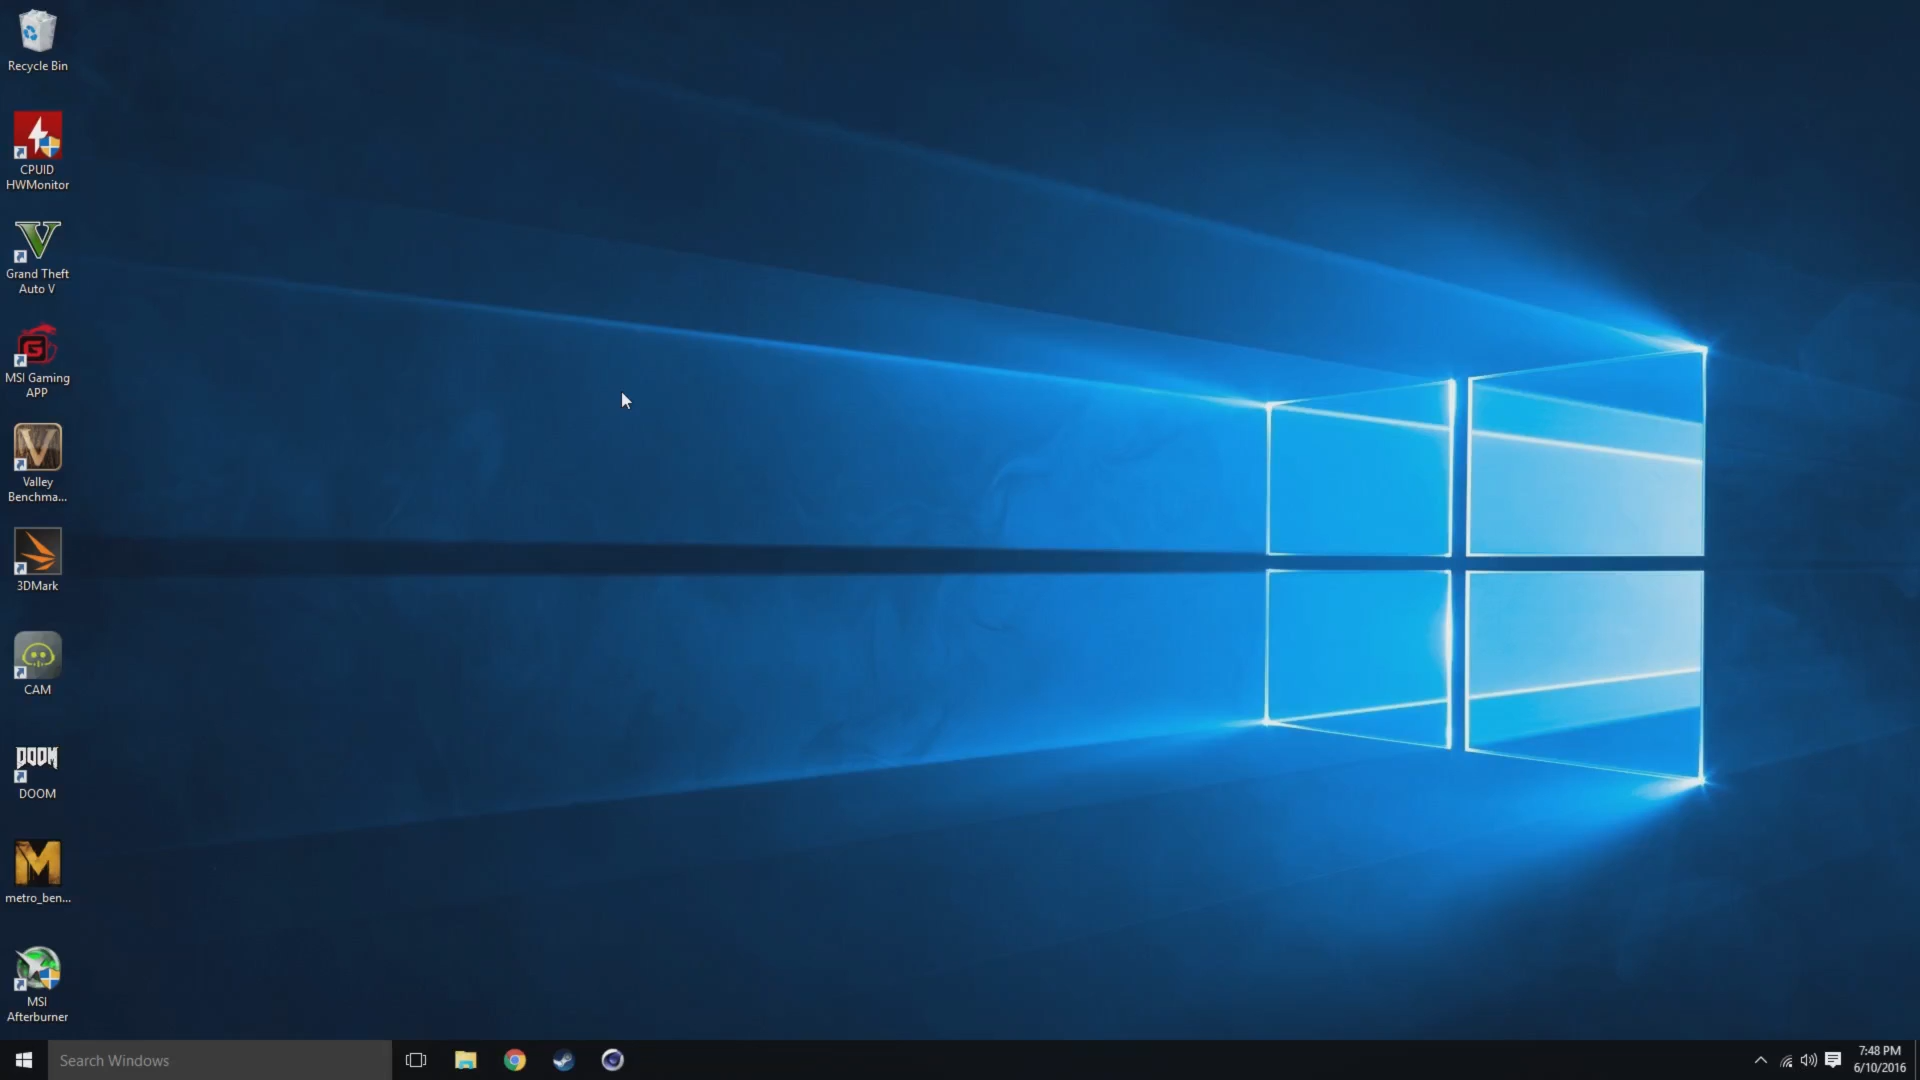 Recycle Bin
CPUID
HWMonitor
Grand Theft
Auto V
MSI Gaming
APP
Valley
Benchma...
3DMark
CAM
DOOM
DOOM
metro_ben...
MSI
Afterburner
Search Windows
7:48 PM
6/10/2016